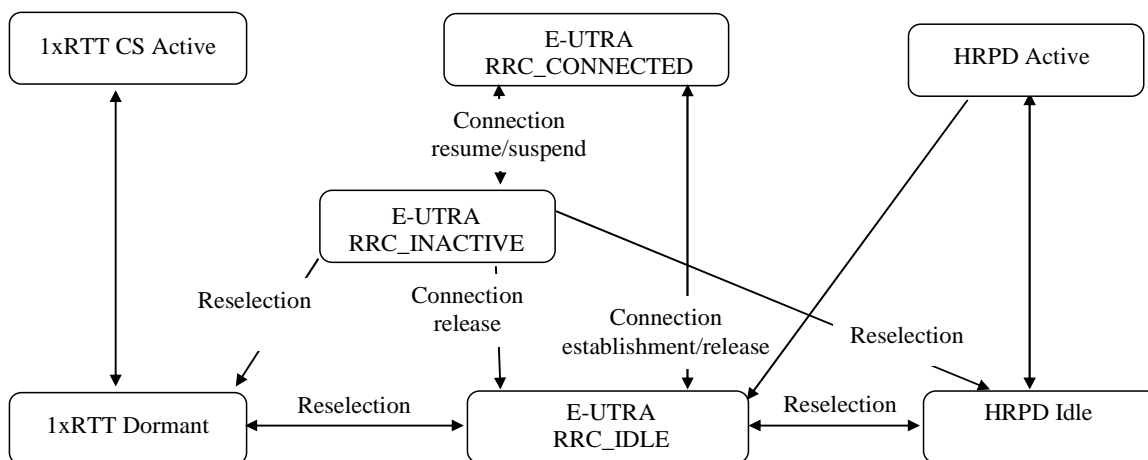 1xRTT CS Active
E-UTRA
RRC_CONNECTED
HRPD Active
Connection
resume/suspend
E-UTRA
RRC_INACTIVE
Reselection
Connection
release
Connection
establishment/release
Reselection
1xRTT Dormant
Reselection
E-UTRA
RRC_IDLE
Reselection
HRPD Idle